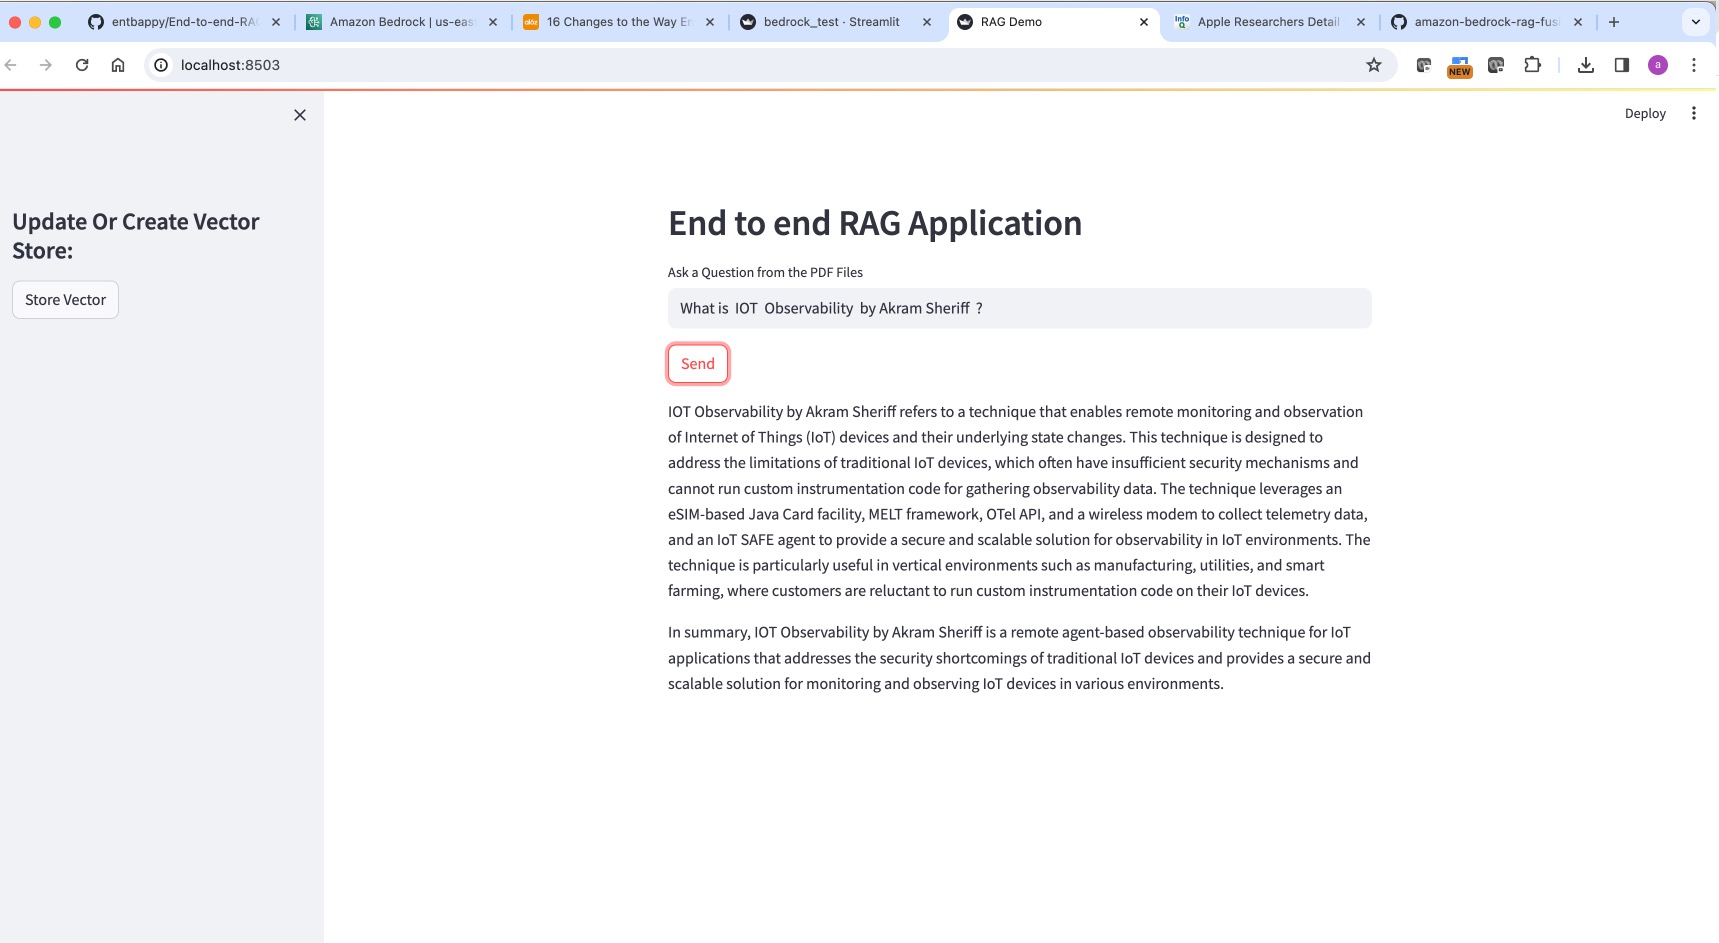 entbappy/End-to-end-RA
Amazon Bedrock | us-eas
16 Changes to the Way En
bedrock_test · Streamlit
RAG Demo
Apple Researchers Detail
amazon-bedrock-rag-fus
localhost:8503
NEW
a
Deploy
Update Or Create Vector
Store:
Store Vector
End to end RAG Application
Ask a Question from the PDF Files
What is IOT Observability by Akram Sheriff ?
Send
IOT Observability by Akram Sheriff refers to a technique that enables remote monitoring and observation
of Internet of Things (IoT) devices and their underlying state changes. This technique is designed to
address the limitations of traditional IoT devices, which often have insufficient security mechanisms and
cannot run custom instrumentation code for gathering observability data. The technique leverages an
eSIM-based Java Card facility, MELT framework, OTel API, and a wireless modem to collect telemetry data,
and an IoT SAFE agent to provide a secure and scalable solution for observability in IoT environments. The
technique is particularly useful in vertical environments such as manufacturing, utilities, and smart
farming, where customers are reluctant to run custom instrumentation code on their IoT devices.
In summary, IOT Observability by Akram Sheriff is a remote agent-based observability technique for IoT
applications that addresses the security shortcomings of traditional IoT devices and provides a secure and
scalable solution for monitoring and observing IoT devices in various environments.